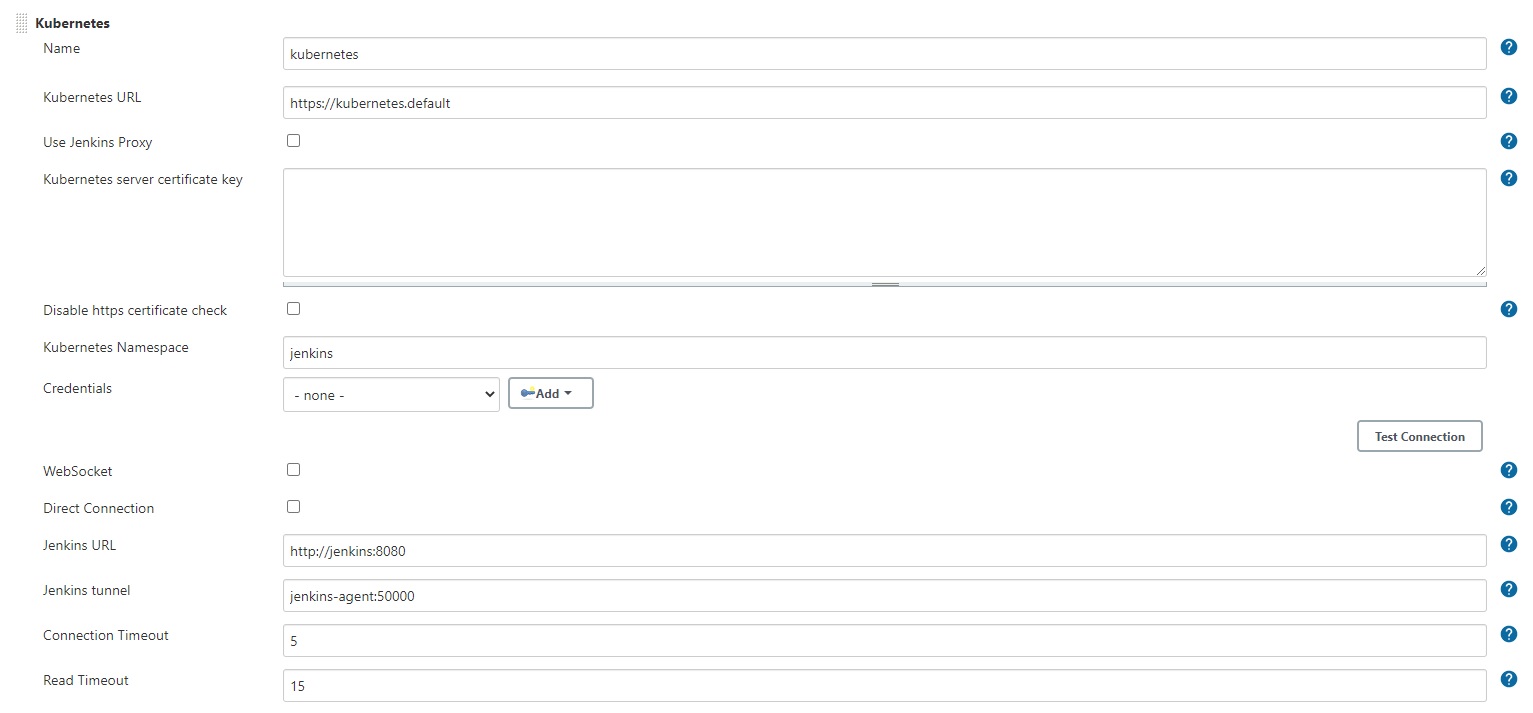 Kubernetes
Name
kubernetes
?
Kubernetes URL
https://kubernetes.default
?
Use Jenkins Proxy
?
Kubernetes server certificate key
?
Disable https certificate check
?
Kubernetes Namespace
jenkins
Credentials
- none -
Add
Test Connection
WebSocket
?
Direct Connection
?
Jenkins URL
http://jenkins:8080
?
Jenkins tunnel
jenkins-agent:50000
?
Connection Timeout
5
?
Read Timeout
15
?